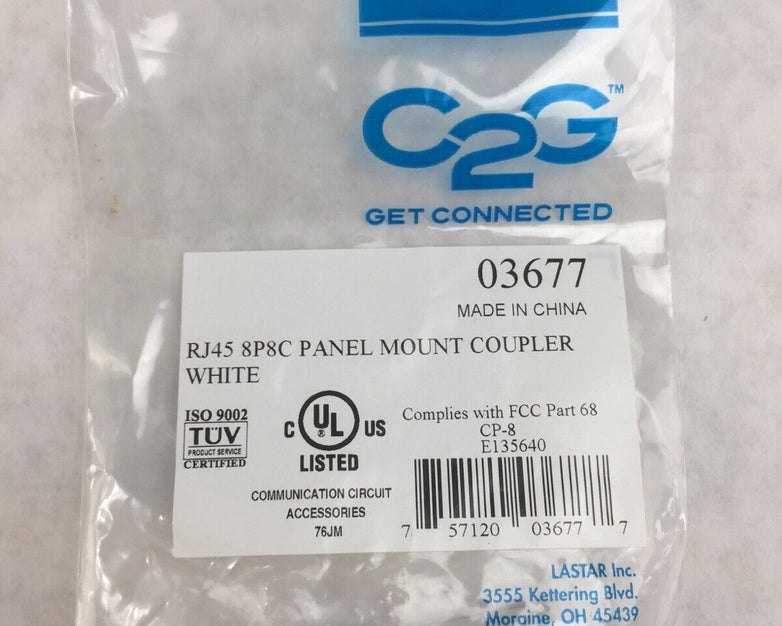 C2G™
GET CONNECTED
03677
MADE IN CHINA
RJ45 8P8C PANEL MOUNT COUPLER
WHITE
ISO 9002
TÜV
PRODUCT SERVICE
CERTIFIED
C UL ® US
LISTED
COMMUNICATION CIRCUIT
ACCESSORIES
76JM
Complies with FCC Part 68
CP-8
E135640
7 57120 03677 7
LASTAR Inc.
3555 Kettering Blvd.
Moraine, OH 45439